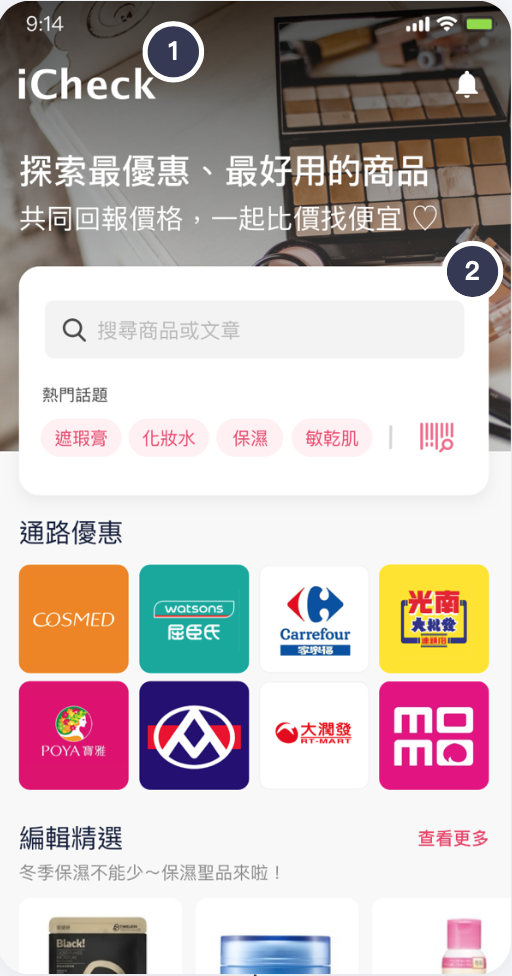 9:14
1
iCheck
探索最優惠、最好用的商品
共同回報價格，一起比價找便宜 ♡
2
搜尋商品或文章
熱門話題
遮瑕膏 化妝水 保濕 敏乾肌
通路優惠
COSMED
watsons
屈臣氏
Carrefour
家樂福
光南
大批發
POYA 寶雅
大潤發
RT-MART
momo
編輯精選
查看更多
冬季保濕不能少～保濕聖品來啦！
Black!